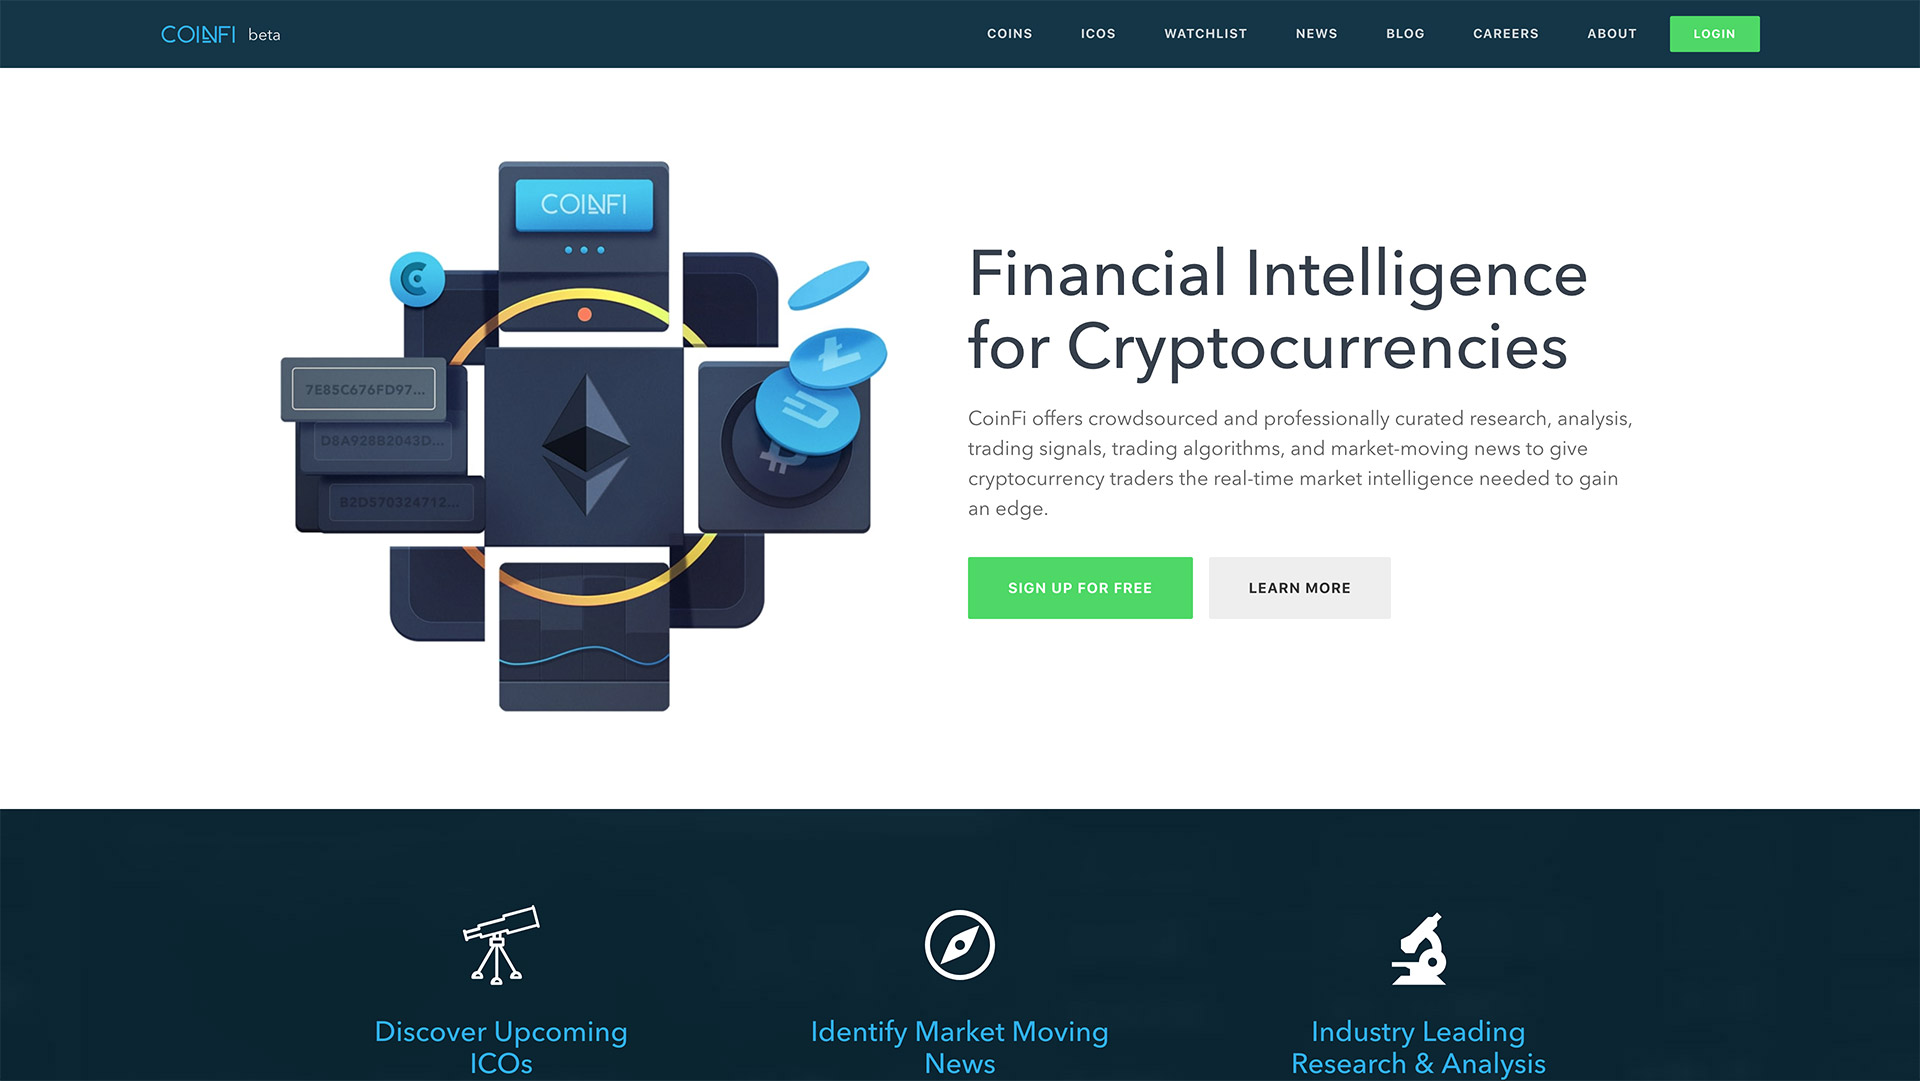 COINFI beta
COINS ICOS WATCHLIST NEWS BLOG CAREERS ABOUT LOGIN
COINFI
7E85C676FD97...
D8A928B2043D...
B2D570324712...
Financial Intelligence
for Cryptocurrencies
CoinFi offers crowdsourced and professionally curated research, analysis,
trading signals, trading algorithms, and market-moving news to give
cryptocurrency traders the real-time market intelligence needed to gain
an edge.
SIGN UP FOR FREE LEARN MORE
Discover Upcoming
ICOs
Identify Market Moving
News
Industry Leading
Research & Analysis